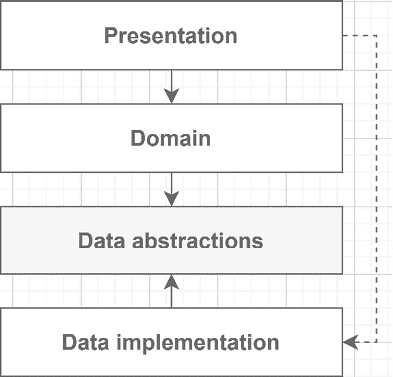 Presentation
Domain
Data abstractions
Data implementation